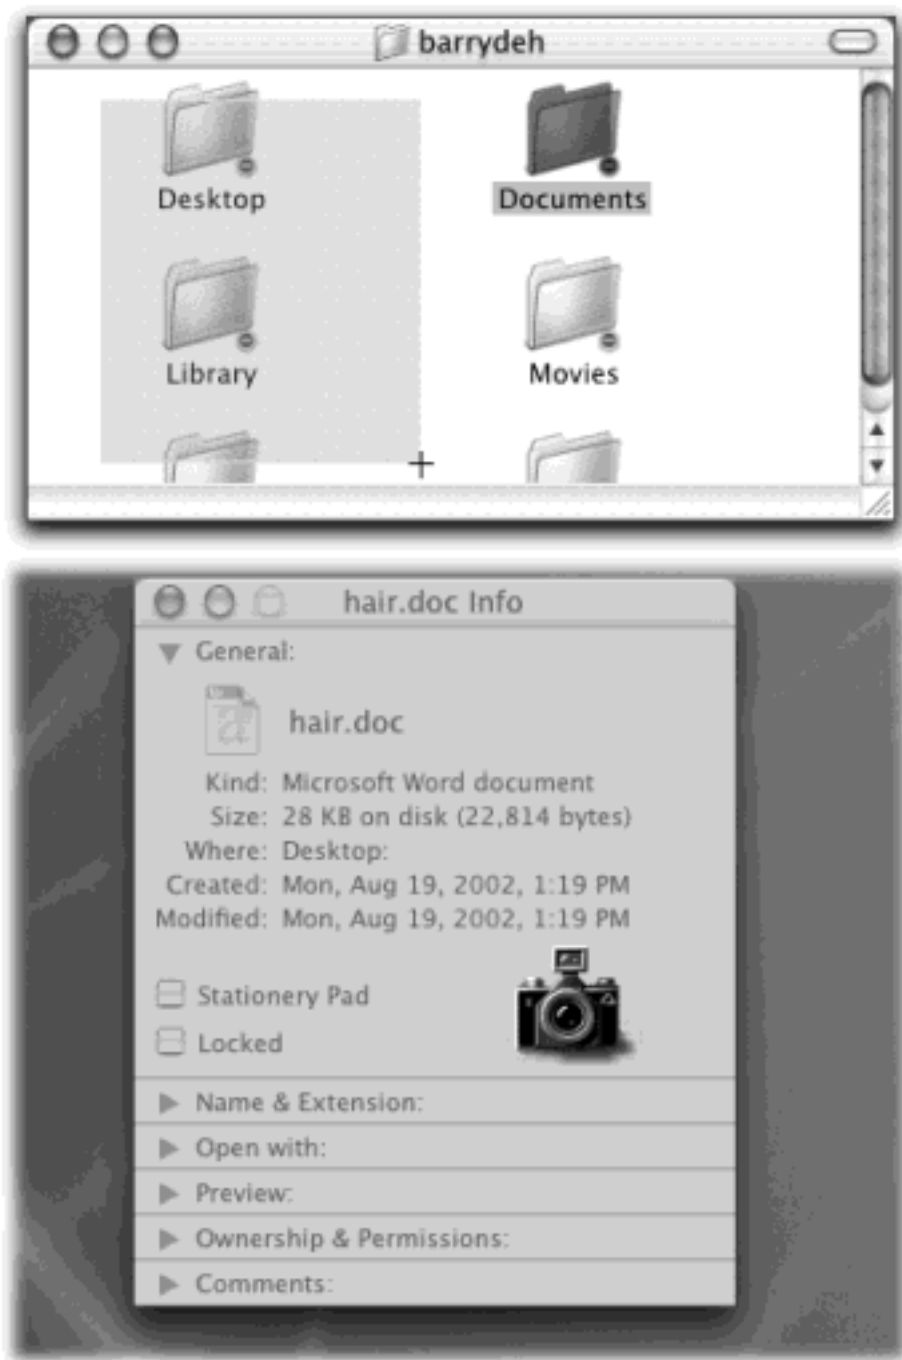 barrydeh
Desktop
Documents
Library
Movies
hair.doc Info
General:
hair.doc
Kind: Microsoft Word document
Size: 28 KB on disk (22,814 bytes)
Where: Desktop:
Created: Mon, Aug 19, 2002, 1:19 PM
Modified: Mon, Aug 19, 2002, 1:19 PM
Stationery Pad
Locked
Name & Extension:
Open with:
Preview:
Ownership & Permissions:
Comments: